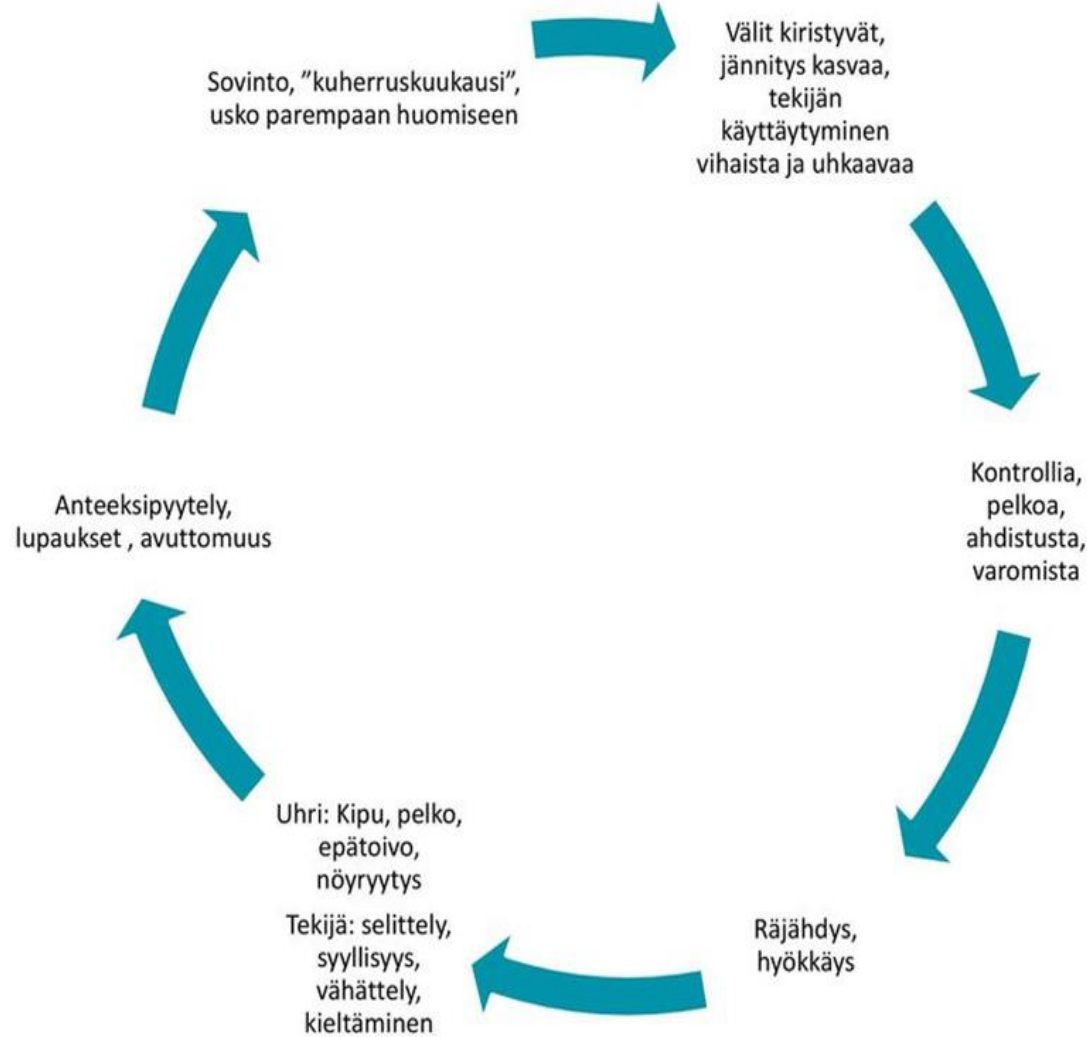 Sovinto, ”kuherruskuukausi”,
usko parempaan huomiseen
Välit kiristyvät,
jännitys kasvaa,
tekijän
käyttäytyminen
vihaista ja uhkaavaa
Kontrollia,
pelkoa,
ahdistusta,
varomista
Räjähdys,
hyökkäys
Uhri: Kipu, pelko,
epätoivo,
nöyryytys
Tekijä: selittely,
syyllisyys,
vähättely,
kieltäminen
Anteeksipyytely,
lupaukset , avuttomuus